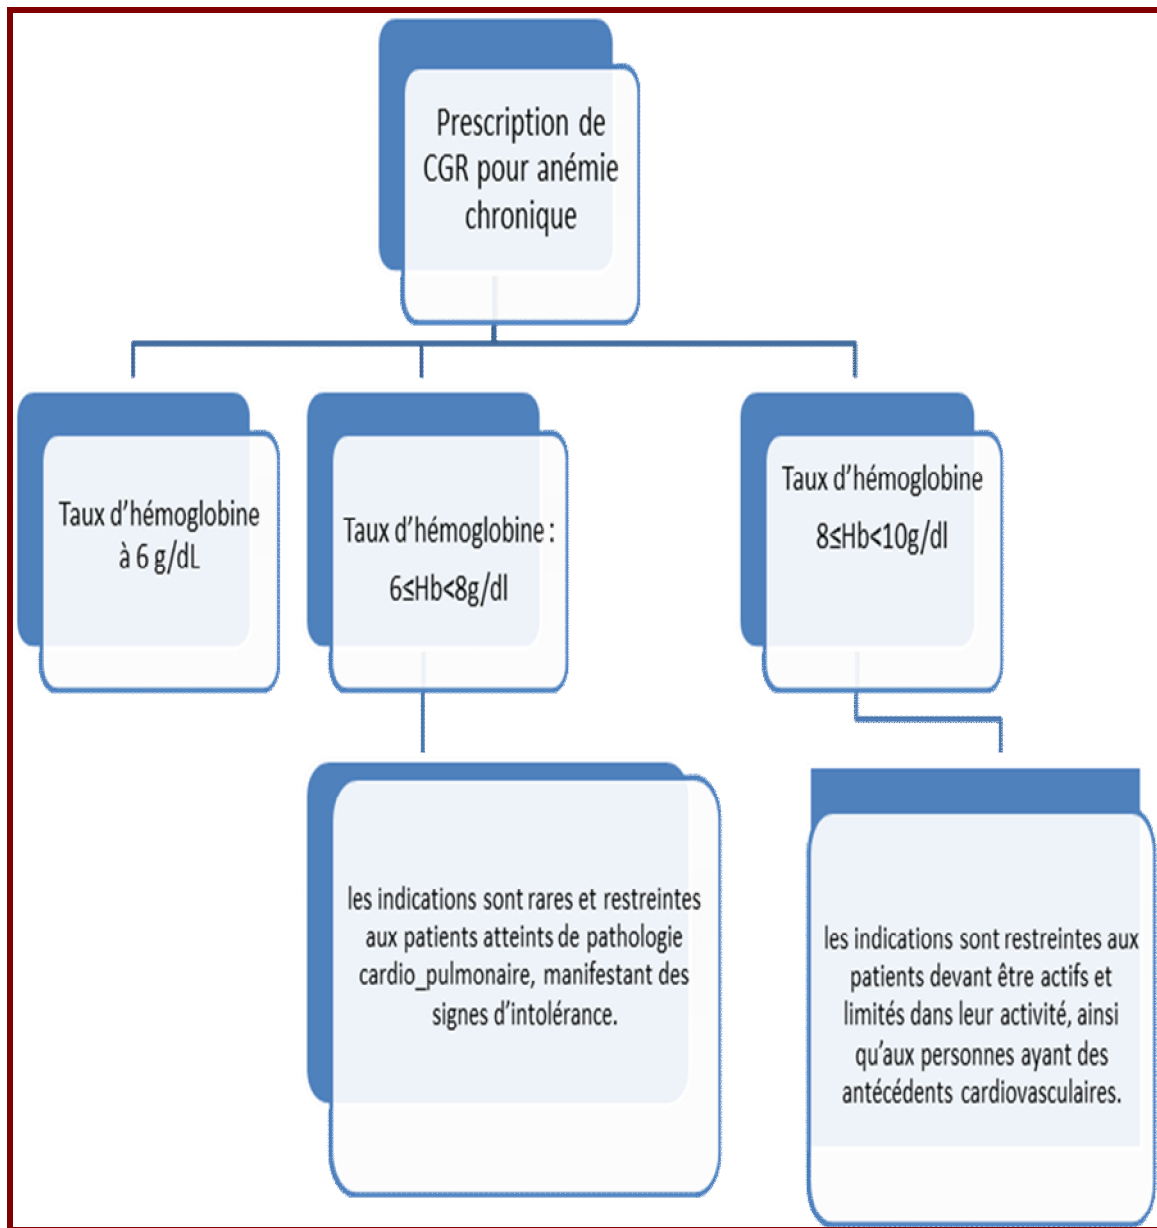 Prescription de
CGR pour anémie
chronique
Taux d'hémoglobine
à 6 g/dL
Taux d'hémoglobine :
6≤Hb<8g/dl
Taux d'hémoglobine
8≤Hb<10g/dl
les indications sont rares et restreintes
aux patients atteints de pathologie
cardio_pulmonaire, manifestant des
signes d'intolérance.
les indications sont restreintes aux
patients devant être actifs et
limités dans leur activité, ainsi
qu'aux personnes ayant des
antécédents cardiovasculaires.